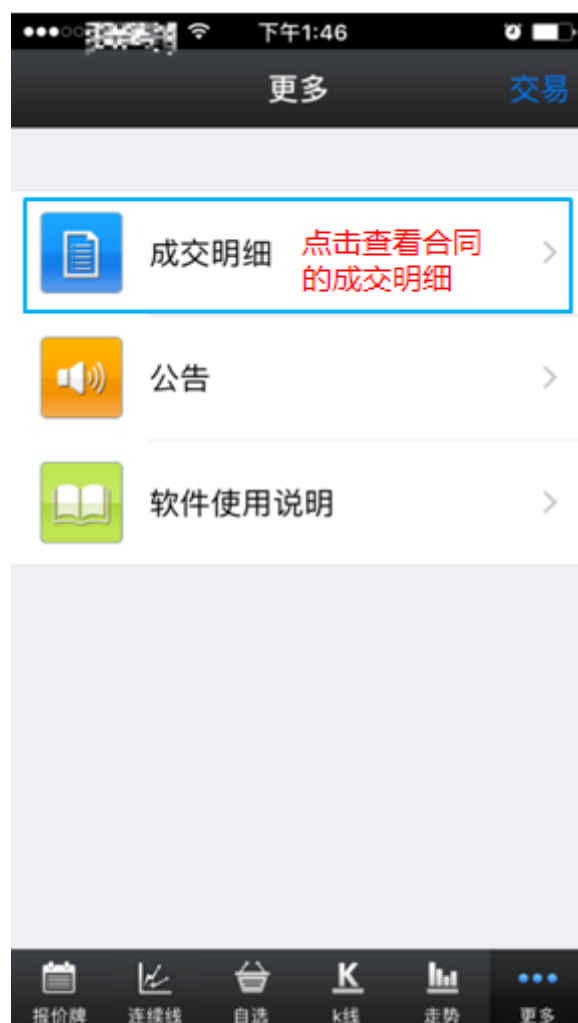 下午1:46
更多
交易
成交明细
点击查看合同
的成交明细
公告
软件使用说明
K
报价牌
连续线
自选
k线
走势
更多